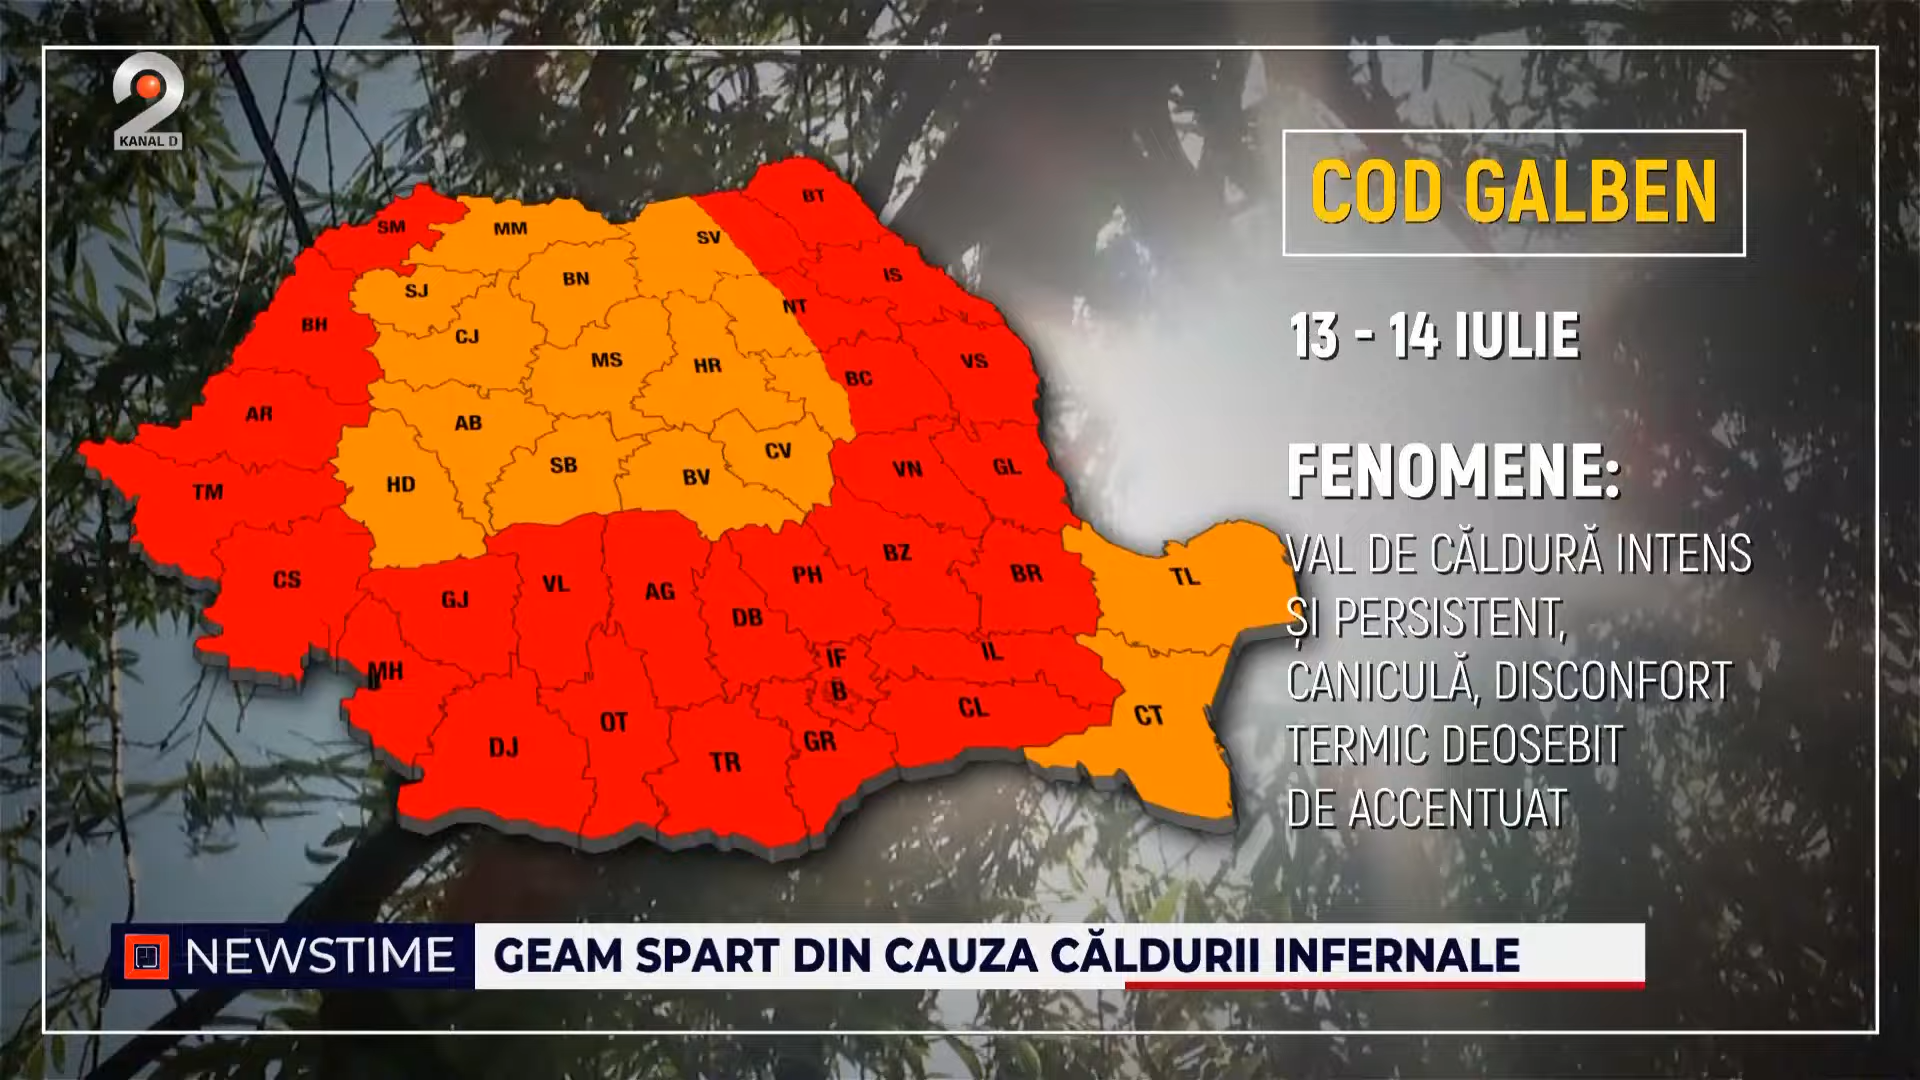 KANAL D
COD GALBEN
13 - 14 IULIE
FENOMENE:
VAL DE CĂLDURĂ INTENS
ȘI PERSISTENT,
CANICULĂ, DISCONFORT
TERMIC DEOSEBIT
DE ACCENTUAT
BT
SM
MM
SV
IS
BN
SJ
NT
BH
CJ
MS
HR
VS
BC
AR
AB
CV
SB
VN
GL
BV
HD
TM
BZ
PH
BR
TL
CS
VL
AG
GJ
DB
IL
IF
MH
B
CL
CT
OT
GR
DJ
TR
NEWSTIME
GEAM SPART DIN CAUZA CĂLDURII INFERNALE